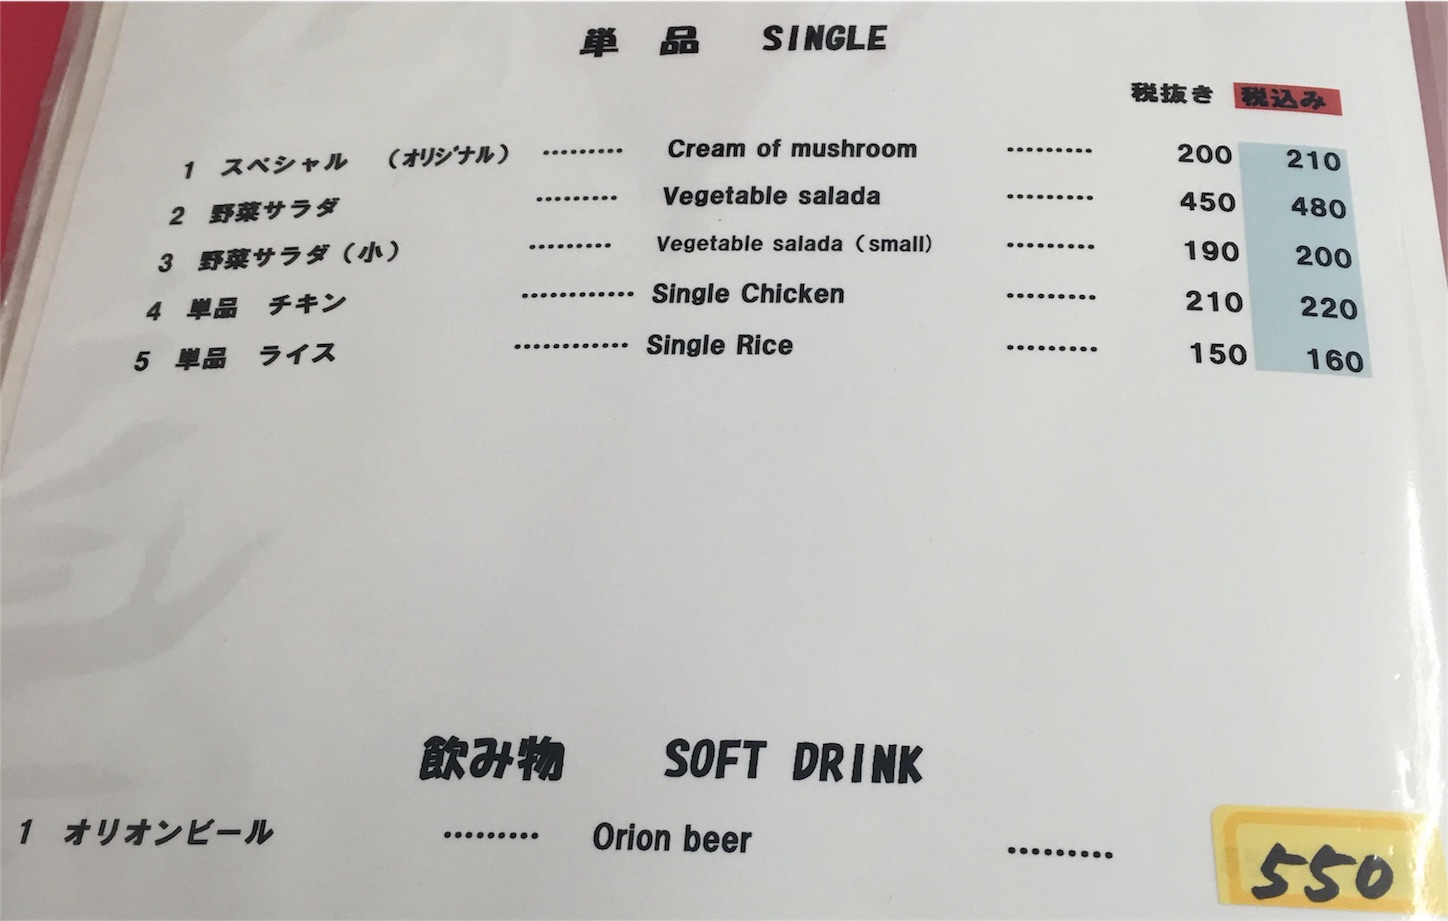 単 品 SINGLE
税抜き 税込み
1 スペシャル (オリジナル) ・・・・・・・・・ Cream of mushroom ・・・・・・・・・ 200 210
2 野菜サラダ ・・・・・・・・・ Vegetable salada ・・・・・・・・・ 450 480
3 野菜サラダ(小) ・・・・・・・・・ Vegetable salada (small) ・・・・・・・・・ 190 200
4 単品 チキン ・・・・・・・・・・・・ Single Chicken ・・・・・・・・・ 210 220
5 単品 ライス ・・・・・・・・・・・・ Single Rice ・・・・・・・・・ 150 160
飲み物 SOFT DRINK
1 オリオンビール ・・・・・・・・・ Orion beer ・・・・・・・・・ 550